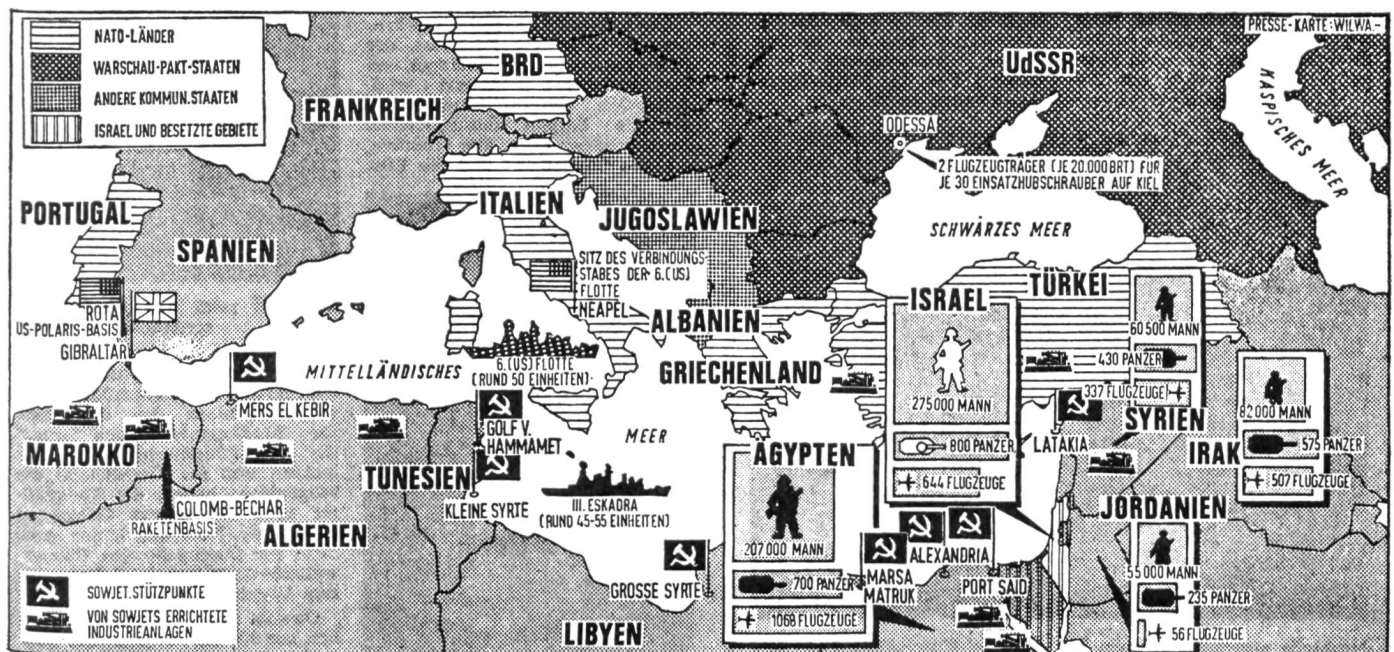 NATO-LÄNDER
WARSCHAU-PAKT-STAATEN
ANDERE KOMMUN.STAATEN
ISRAEL UND BESETZTE GEBIETE
PRESSE-KARTE:WILWA.-
BRD
UdSSR
FRANKREICH
KASPISCHES MEER
ODESSA
2 FLUGZEUGTRÄGER (JE 20.000 BRT) FÜR
JE 30 EINSATZHUBSCHRAUBER AUF KIEL
PORTUGAL
SPANIEN
ITALIEN
JUGOSLAWIEN
SCHWÄRZES MEER
SITZ DES VERBINDUNGS-
STABES DER 6.(US)
FLOTTE
NEAPEL
ROTA
US-POLARIS-BASIS
GIBRALTAR
ALBANIEN
ISRAEL
275000 MANN
800 PANZER
644 FLUGZEUGE
TÜRKEI
60 500 MANN
430 PANZER
337 FLUGZEUGE
SYRIEN
MITTELLÄNDISCHES
MEER
6.(US) FLOTTE
(RUND 50 EINHEITEN)
GRIECHENLAND
82 000 MANN
575 PANZER
507 FLUGZEUGE
IRAK
MERS EL KEBIR
GOLF V.
HAMMAMET
LATAKIA
MAROKKO
TUNESIEN
KLEINE SYRTE
III. ESKADRA
(RUND 45-55 EINHEITEN)
ÄGYPTEN
207 000 MANN
700 PANZER
1068 FLUGZEUGE
COLOMB-BÉCHAR
RAKETENBASIS
ALGERIEN
JORDANIEN
55 000 MANN
235 PANZER
56 FLUGZEUGE
ALEXANDRIA
MARSA
MATRUK
PORT SAID
GROSSE SYRTE
LIBYEN
SOWJET. STÜTZPUNKTE
VON SOWJETS ERRICHTETE
INDUSTRIEANLAGEN